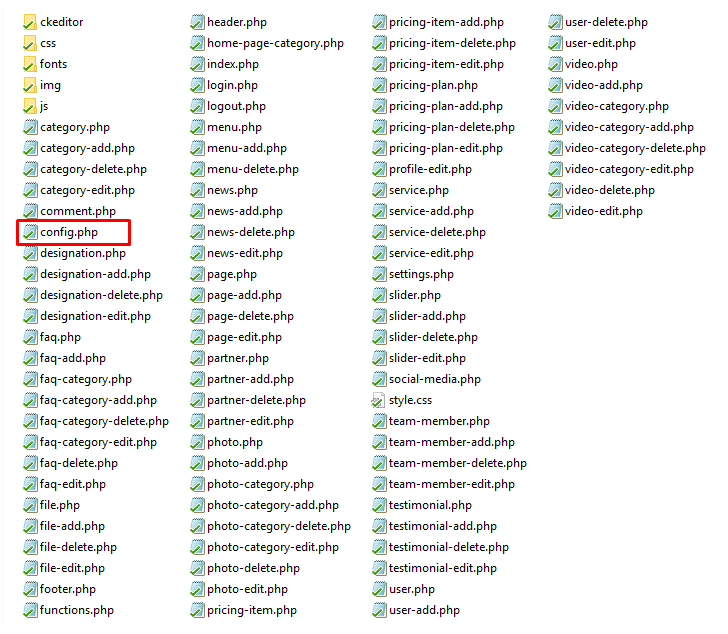 ckeditor
css
fonts
img
js
category.php
category-add.php
category-delete.php
category-edit.php
comment.php
config.php
designation.php
designation-add.php
designation-delete.php
designation-edit.php
faq.php
faq-add.php
faq-category.php
faq-category-add.php
faq-category-delete.php
faq-category-edit.php
faq-delete.php
faq-edit.php
file.php
file-add.php
file-delete.php
file-edit.php
footer.php
functions.php
header.php
home-page-category.php
index.php
login.php
logout.php
menu.php
menu-add.php
menu-delete.php
news.php
news-add.php
news-delete.php
news-edit.php
page.php
page-add.php
page-delete.php
page-edit.php
partner.php
partner-add.php
partner-delete.php
partner-edit.php
photo.php
photo-add.php
photo-category.php
photo-category-add.php
photo-category-delete.php
photo-category-edit.php
photo-delete.php
photo-edit.php
pricing-item.php
pricing-item-add.php
pricing-item-delete.php
pricing-item-edit.php
pricing-plan.php
pricing-plan-add.php
pricing-plan-delete.php
pricing-plan-edit.php
profile-edit.php
service.php
service-add.php
service-delete.php
service-edit.php
settings.php
slider.php
slider-add.php
slider-delete.php
slider-edit.php
social-media.php
style.css
team-member.php
team-member-add.php
team-member-delete.php
team-member-edit.php
testimonial.php
testimonial-add.php
testimonial-delete.php
testimonial-edit.php
user.php
user-add.php
user-delete.php
user-edit.php
video.php
video-add.php
video-category.php
video-category-add.php
video-category-delete.php
video-category-edit.php
video-delete.php
video-edit.php